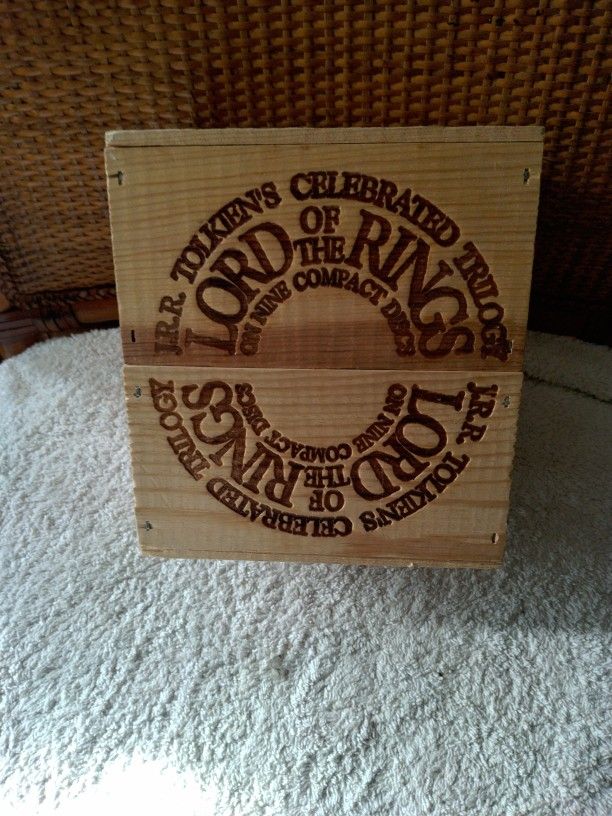 J.R.R. TOLKIEN'S CELEBRATED TRILOGY
LORD OF THE RINGS
ON NINE COMPACT DISCS
ON NINE COMPACT DISCS
LORD OF THE RINGS
J.R.R. TOLKIEN'S CELEBRATED TRILOGY